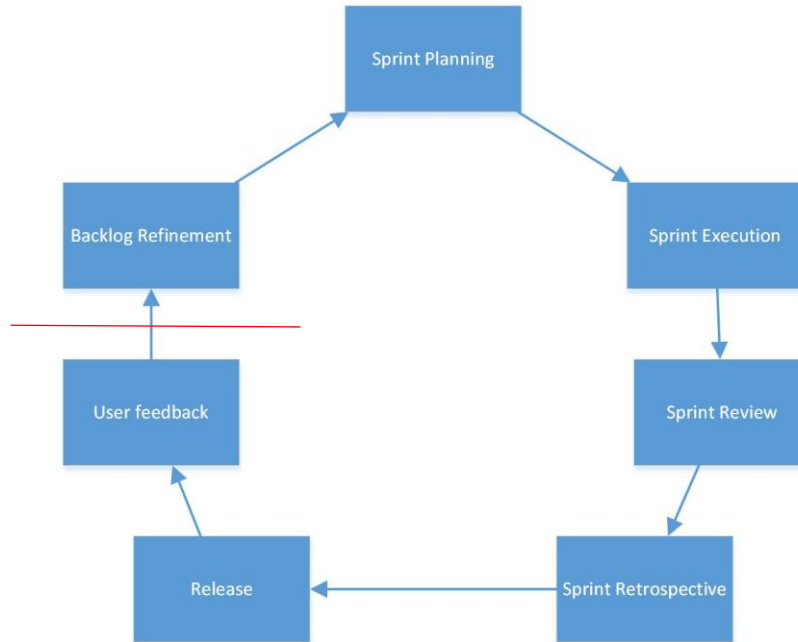 Sprint Planning
Backlog Refinement
Sprint Execution
User feedback
Sprint Review
Release
Sprint Retrospective